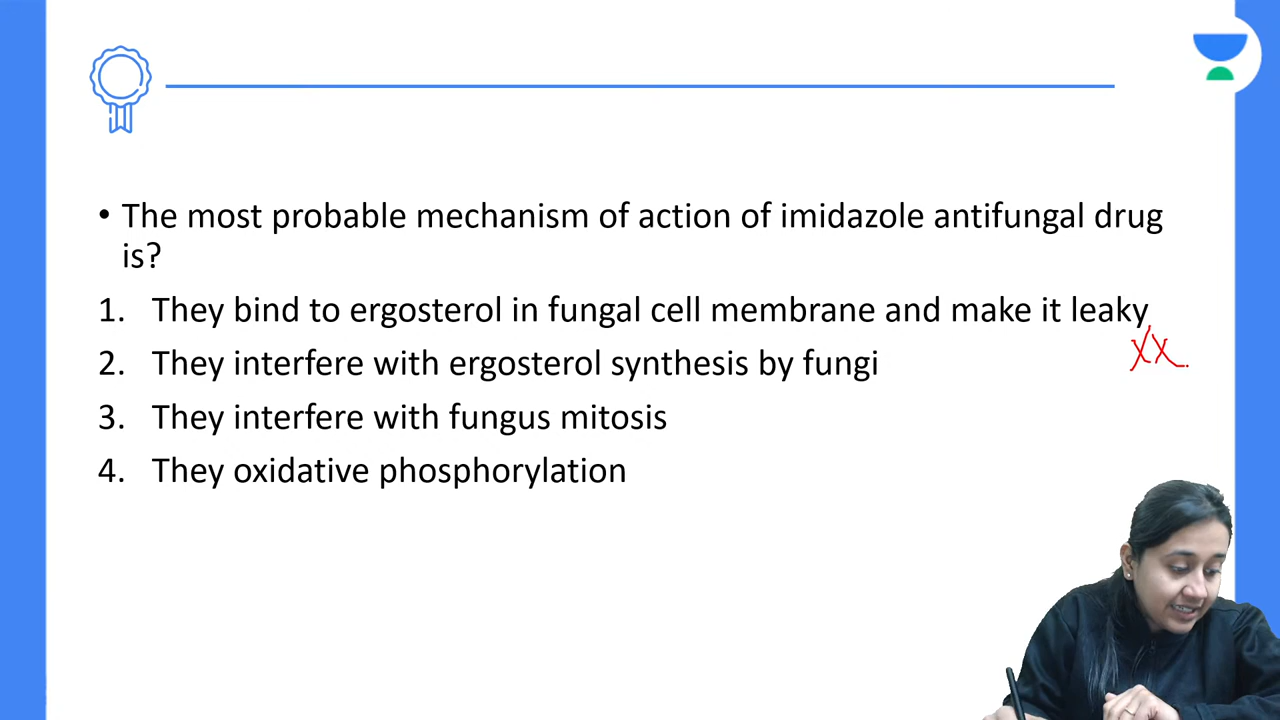 • The most probable mechanism of action of imidazole antifungal drug
is?
1. They bind to ergosterol in fungal cell membrane and make it leaky
XX
2. They interfere with ergosterol synthesis by fungi
3. They interfere with fungus mitosis
4. They oxidative phosphorylation